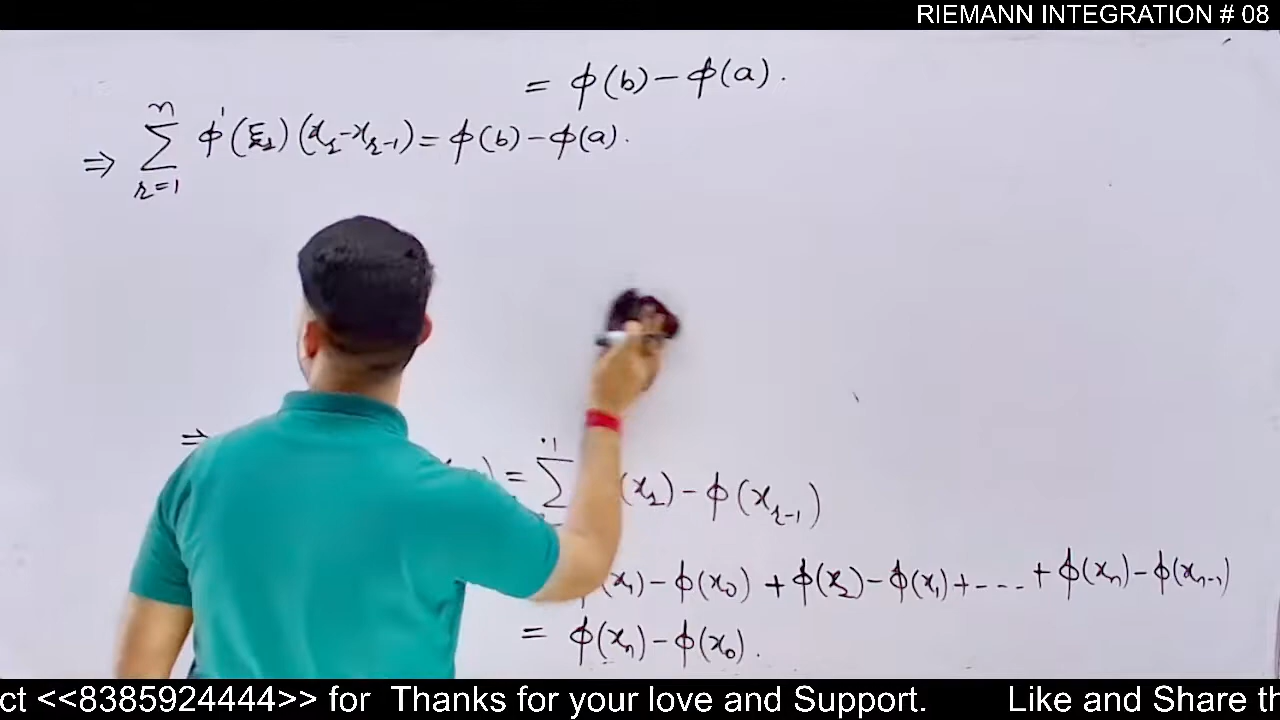 RIEMANN INTEGRATION # 08
= ϕ(b) − ϕ(a).
⇒ ∑_{r=1}^{n} ϕ'(ξ_r)(x_r − x_{r−1}) = ϕ(b) − ϕ(a).
⇒ ) = ∑ (x_r) − ϕ(x_{r−1})
(x_1) − ϕ(x_0) + ϕ(x_2) − ϕ(x_1) + ---- + ϕ(x_n) − ϕ(x_{n−1})
= ϕ(x_n) − ϕ(x_0).
ct <<8385924444>> for Thanks for your love and Support. Like and Share th